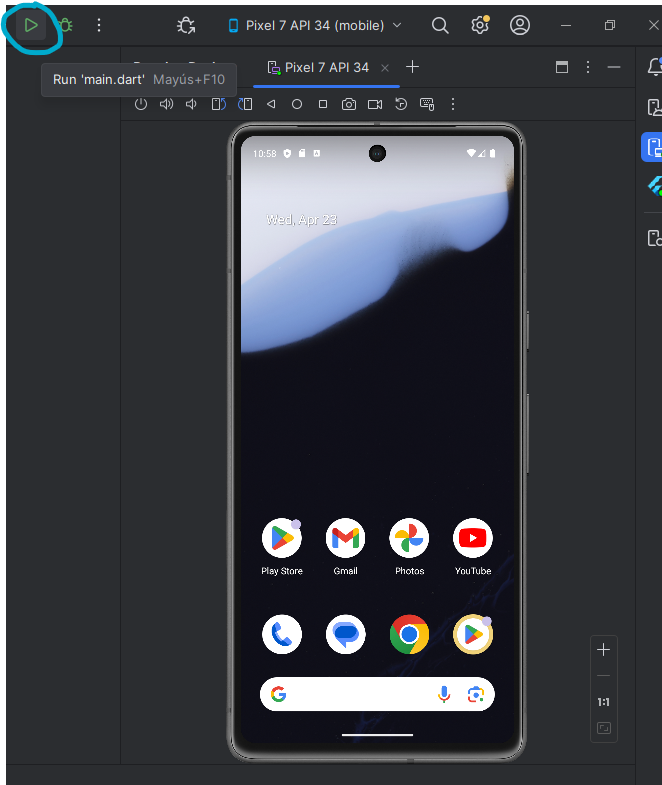 Pixel 7 API 34 (mobile)
Pixel 7 API 34
Run 'main.dart' Mayús+F10
10:58
Wed, Apr 23
Play Store
Gmail
Photos
YouTube
1:1